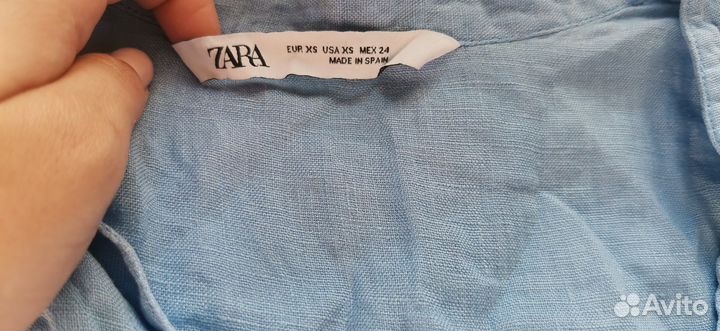 ZARA
EUR XS USA XS MEX 24
MADE IN SPAIN
Avito